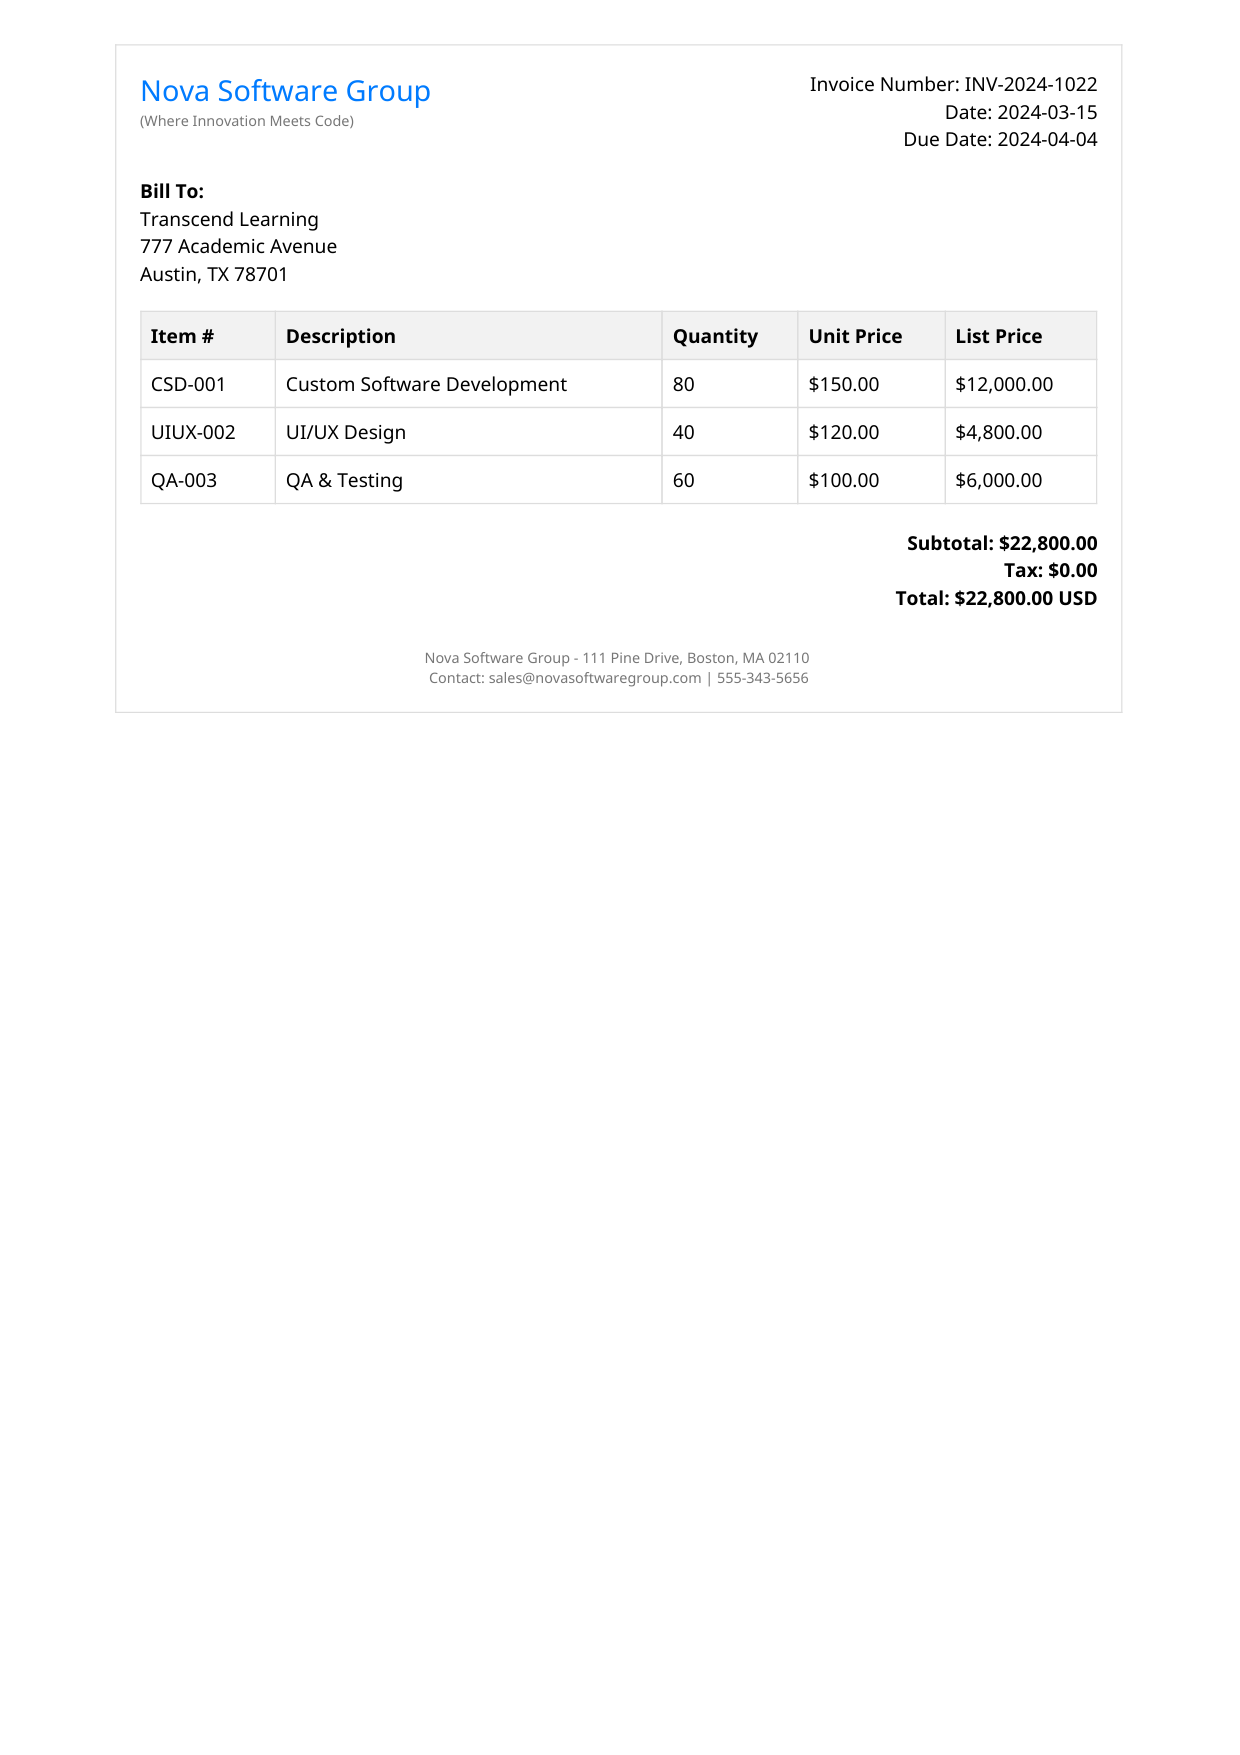 Nova Software Group
(Where Innovation Meets Code)
Invoice Number: INV-2024-1022
Date: 2024-03-15
Due Date: 2024-04-04
Bill To:
Transcend Learning
777 Academic Avenue
Austin, TX 78701
Item # Description Quantity Unit Price List Price
CSD-001 Custom Software Development 80 $150.00 $12,000.00
UIUX-002 UI/UX Design 40 $120.00 $4,800.00
QA-003 QA & Testing 60 $100.00 $6,000.00
Subtotal: $22,800.00
Tax: $0.00
Total: $22,800.00 USD
Nova Software Group - 111 Pine Drive, Boston, MA 02110
Contact: sales@novasoftwaregroup.com | 555-343-5656